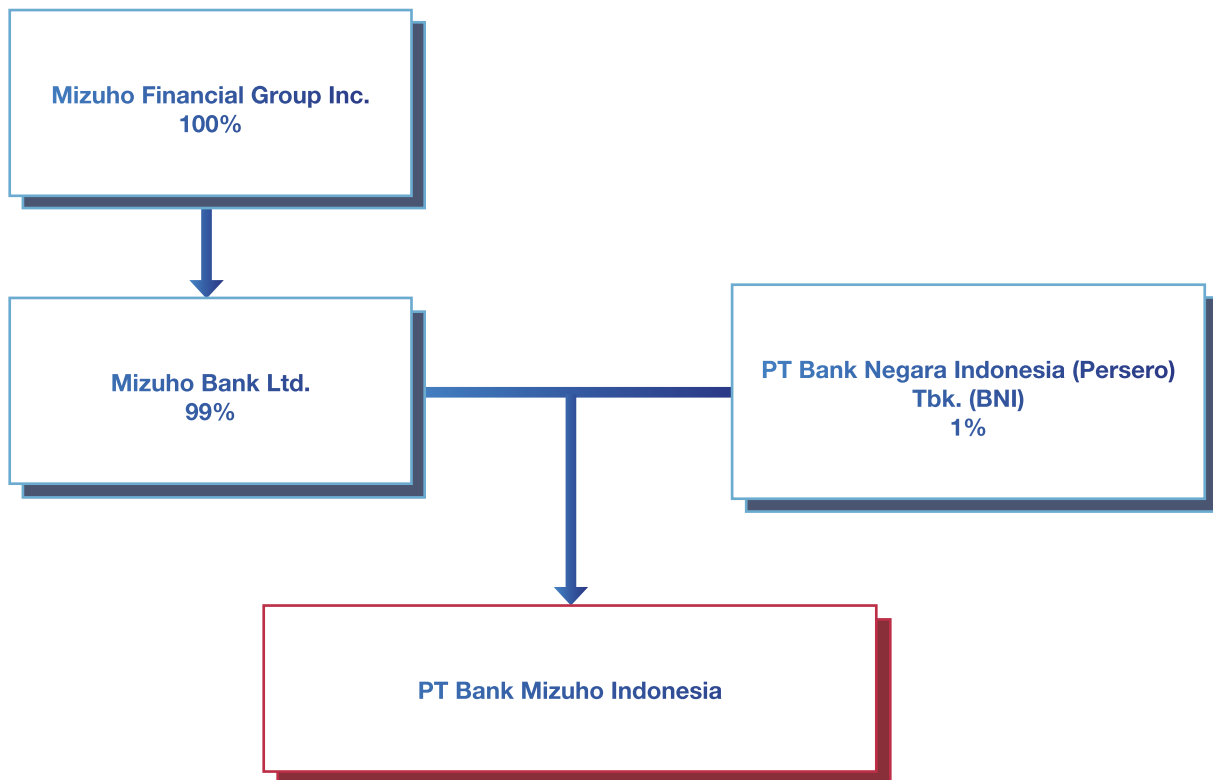 Mizuho Financial Group Inc.
100%
Mizuho Bank Ltd.
99%
PT Bank Negara Indonesia (Persero)
Tbk. (BNI)
1%
PT Bank Mizuho Indonesia